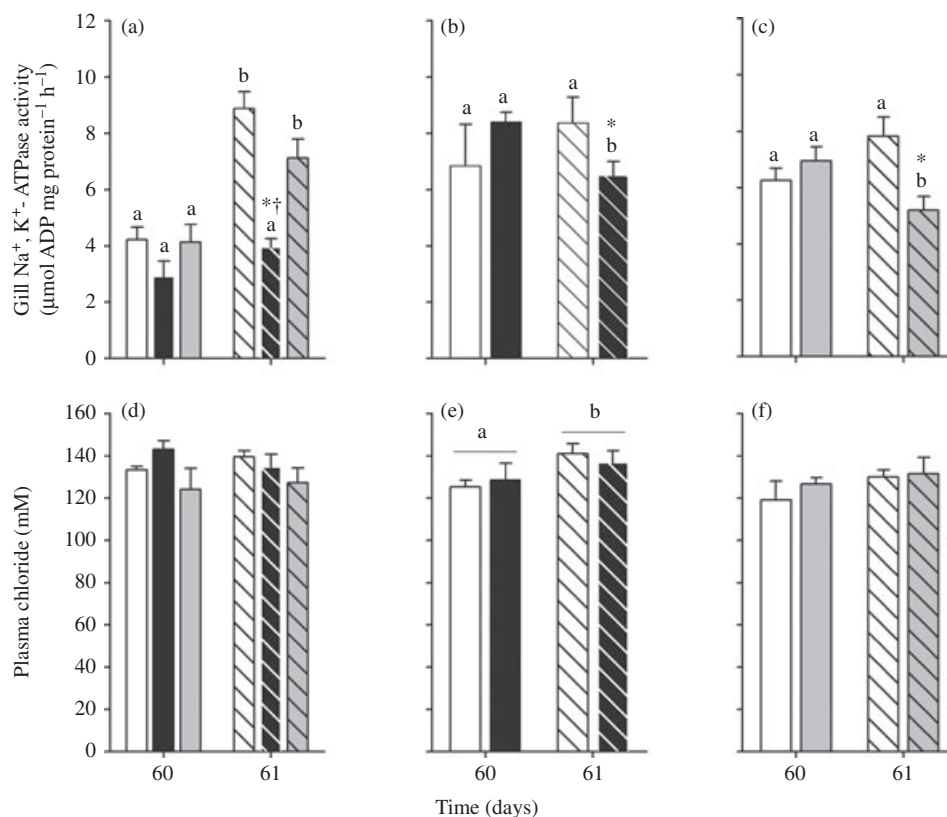 (a)
(b)
(c)
12
10
8
6
4
2
0
Gill Na⁺, K⁺- ATPase activity
(µmol ADP mg protein⁻¹ h⁻¹)
a
a
a
b
*†
a
b
a
a
a
*
b
a
a
a
*
b
(d)
(e)
(f)
160
140
120
100
80
60
40
20
0
Plasma chloride (mM)
a
b
60
61
60
61
60
61
Time (days)